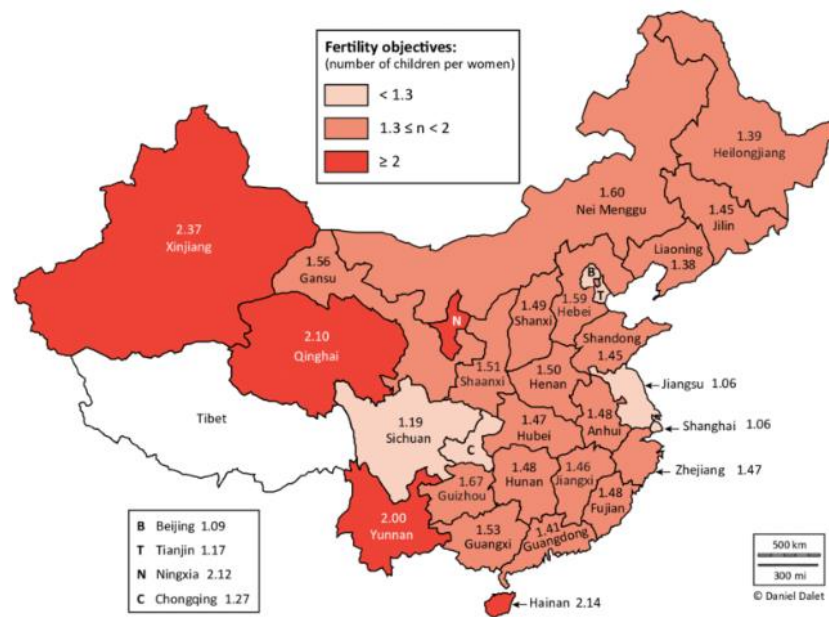 Fertility objectives:
(number of children per women)
< 1.3
1.3 ≤ n < 2
≥ 2
1.39
Heilongjiang
1.60
Nei Menggu
1.45
Jilin
Liaoning
1.38
2.37
Xinjiang
1.56
Gansu
B
T
1.59
Hebei
1.49
Shanxi
N
2.10
Qinghai
Shandong
1.45
1.51
Shaanxi
1.50
Henan
Jiangsu 1.06
Tibet
1.19
Sichuan
C
1.47
Hubei
1.48
Anhui
Shanghai 1.06
Zhejiang 1.47
1.67
Guizhou
1.48
Hunan
1.46
Jiangxi
1.48
Fujian
2.00
Yunnan
1.53
Guangxi
1.41
Guangdong
Hainan 2.14
B Beijing 1.09
T Tianjin 1.17
N Ningxia 2.12
C Chongqing 1.27
500 km
300 mi
© Daniel Dalet